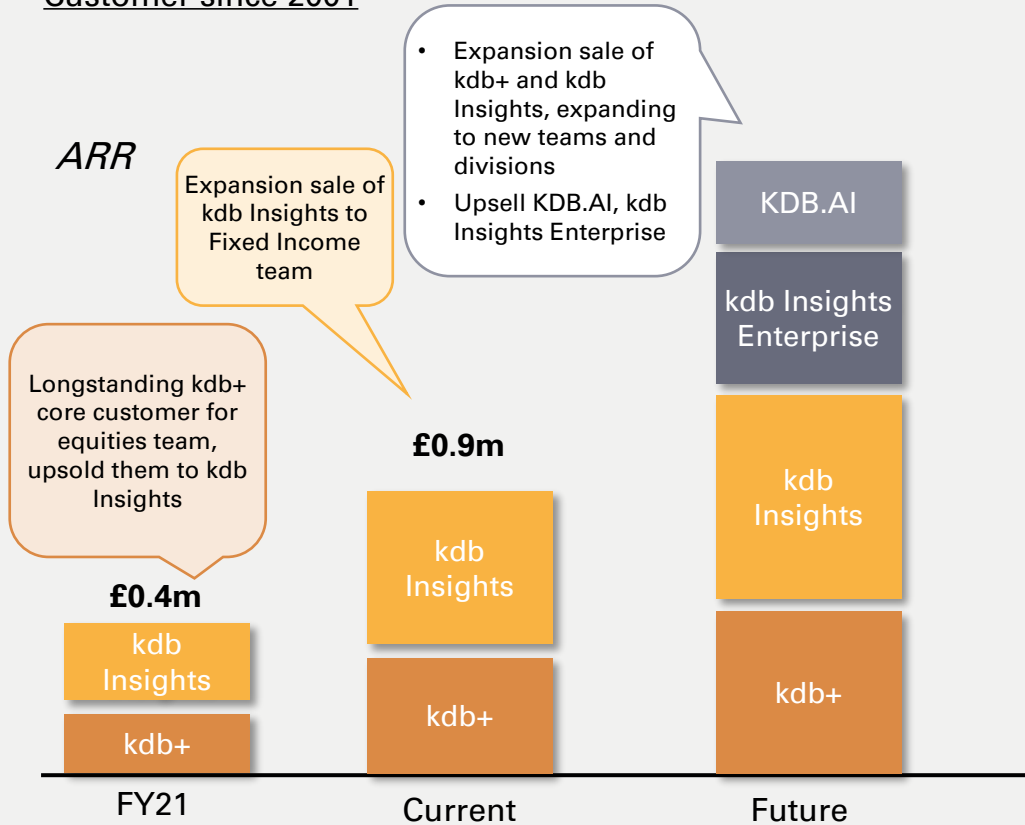 Customer since 2001
ARR
• Expansion sale of
kdb+ and kdb
Insights, expanding
to new teams and
divisions
• Upsell KDB.AI, kdb
Insights Enterprise
Expansion sale of
kdb Insights to
Fixed Income
team
Longstanding kdb+
core customer for
equities team,
upsold them to kdb
Insights
£0.4m
kdb
Insights
kdb+
FY21
£0.9m
kdb
Insights
kdb+
Current
KDB.AI
kdb Insights
Enterprise
kdb
Insights
kdb+
Future